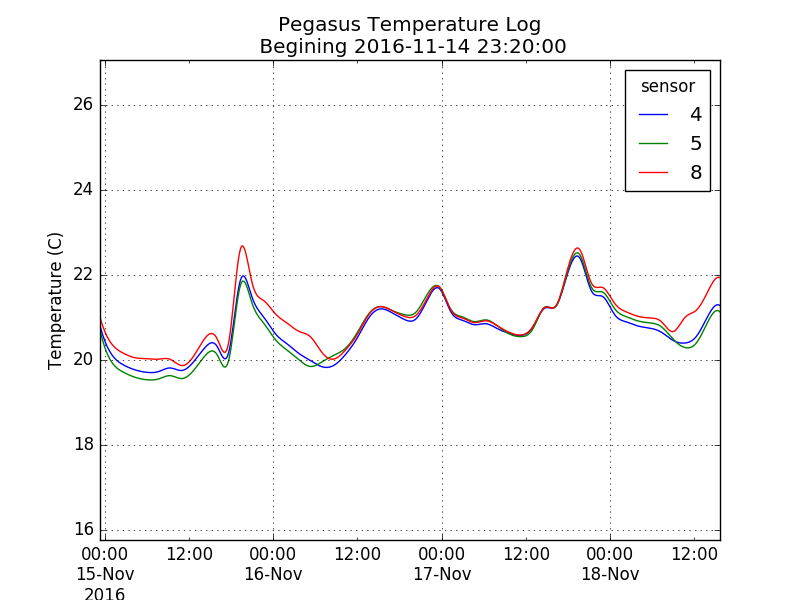 Pegasus Temperature Log
Begining 2016-11-14 23:20:00
sensor
4
5
8
Temperature (C)
26
24
22
20
18
16
00:00 12:00 00:00 12:00 00:00 12:00 00:00 12:00
15-Nov 16-Nov 17-Nov 18-Nov
2016